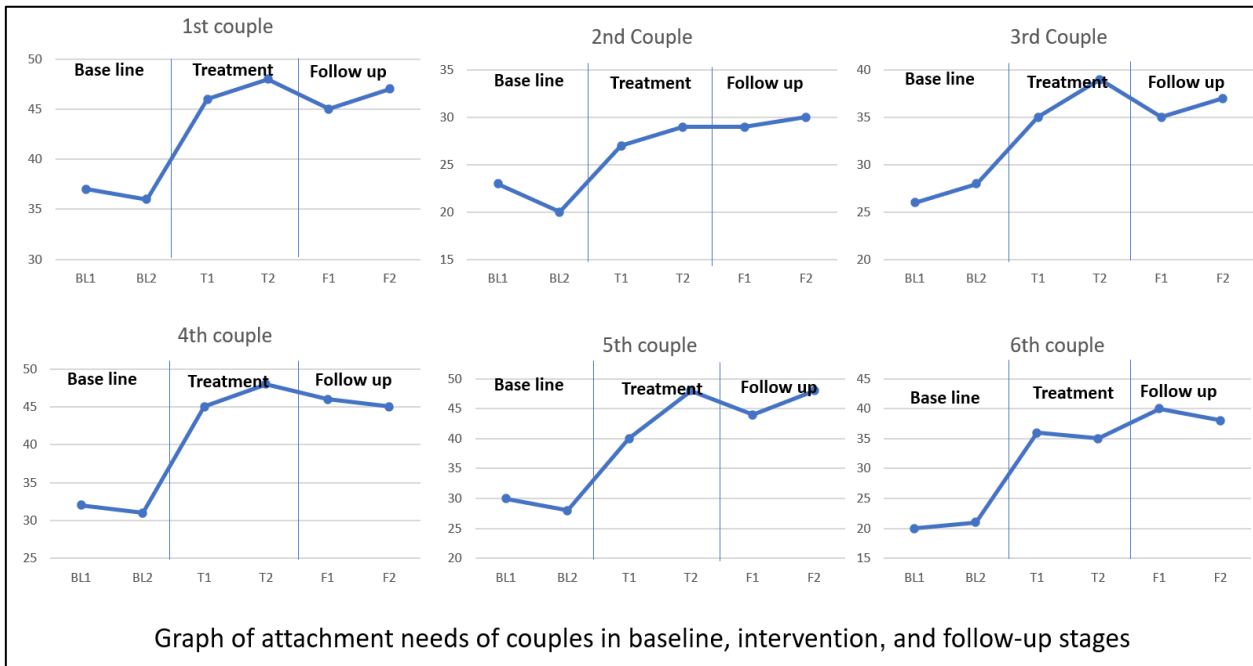 1st couple
50
45
40
35
30
Base line Treatment Follow up
BL1 BL2 T1 T2 F1 F2
2nd Couple
35
30
25
20
15
Base line Treatment Follow up
BL1 BL2 T1 T2 F1 F2
3rd Couple
40
35
30
25
20
Base line Treatment Follow up
BL1 BL2 T1 T2 F1 F2
4th couple
50
45
40
35
30
25
Base line Treatment Follow up
BL1 BL2 T1 T2 F1 F2
5th couple
50
45
40
35
30
25
20
Base line Treatment Follow up
BL1 BL2 T1 T2 F1 F2
6th couple
45
40
35
30
25
20
15
Base line Treatment Follow up
BL1 BL2 T1 T2 F1 F2
Graph of attachment needs of couples in baseline, intervention, and follow-up stages